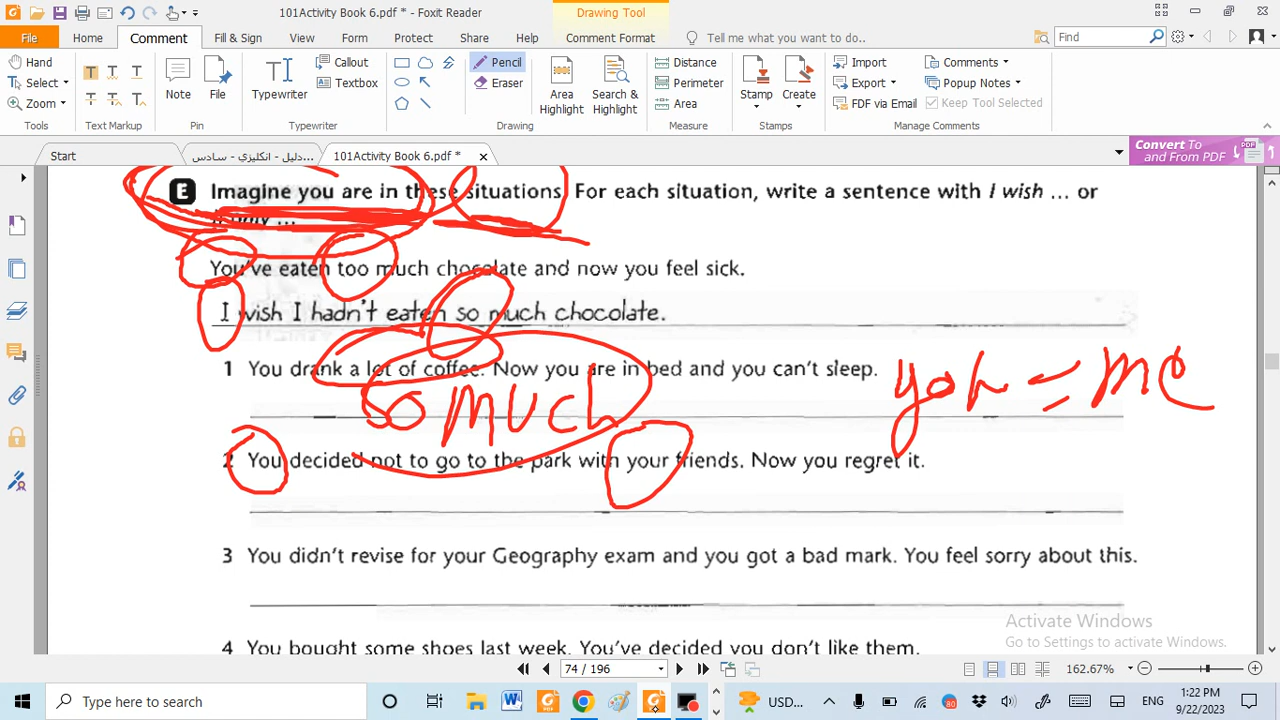 101Activity Book 6.pdf * - Foxit Reader
Drawing Tool
File Home Comment Fill & Sign View Form Protect Share Help Comment Format Tell me what you want to do.. Find
Hand Select Zoom
Tools
Text Markup
Note File
Pin
Typewriter Callout Textbox
Typewriter
Pencil Eraser
Drawing
Area Highlight
Search & Highlight
Distance Perimeter Area
Measure
Stamp Create
Stamps
Import Export FDF via Email
Comments Popup Notes Keep Tool Selected
Manage Comments
Start
دليل - انكليزي - سادس...
101Activity Book 6.pdf *
Convert To and From PDF
E Imagine you are in these situations. For each situation, write a sentence with I wish ... or
You've eaten too much chocolate and now you feel sick.
I wish I hadn't eaten so much chocolate.
1 You drank a lot of coffee. Now you are in bed and you can't sleep.
so much
you = me
2 You decided not to go to the park with your friends. Now you regret it.
3 You didn't revise for your Geography exam and you got a bad mark. You feel sorry about this.
4 You bought some shoes last week. You've decided you don't like them.
Activate Windows
Go to Settings to activate Windows.
74 / 196
162.67%
Type here to search
USD...
80
ENG
1:22 PM
9/22/2023